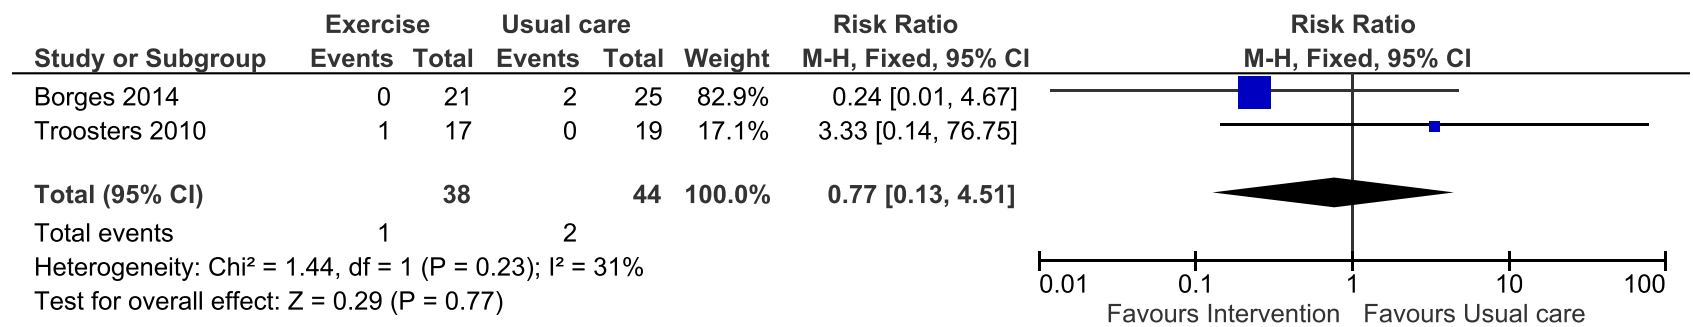 Exercise Usual care Risk Ratio Risk Ratio
Study or Subgroup Events Total Events Total Weight M-H, Fixed, 95% CI M-H, Fixed, 95% CI
Borges 2014 0 21 2 25 82.9% 0.24 [0.01, 4.67]
Troosters 2010 1 17 0 19 17.1% 3.33 [0.14, 76.75]
Total (95% CI) 38 44 100.0% 0.77 [0.13, 4.51]
Total events 1 2
Heterogeneity: Chi² = 1.44, df = 1 (P = 0.23); I² = 31%
Test for overall effect: Z = 0.29 (P = 0.77)
0.01 0.1 1 10 100
Favours Intervention Favours Usual care